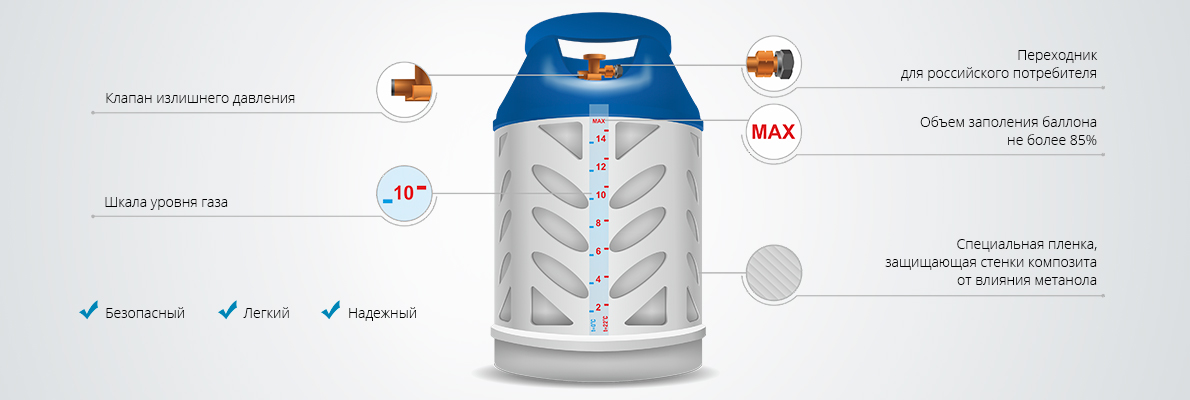 Клапан излишнего давления
10
Шкала уровня газа
Безопасный
Легкий
Надежный
MAX
14
12
10
8
6
4
2
Переходник
для российского потребителя
MAX
Объем заполения баллона
не более 85%
Специальная пленка,
защищающая стенки композита
от влияния метанола